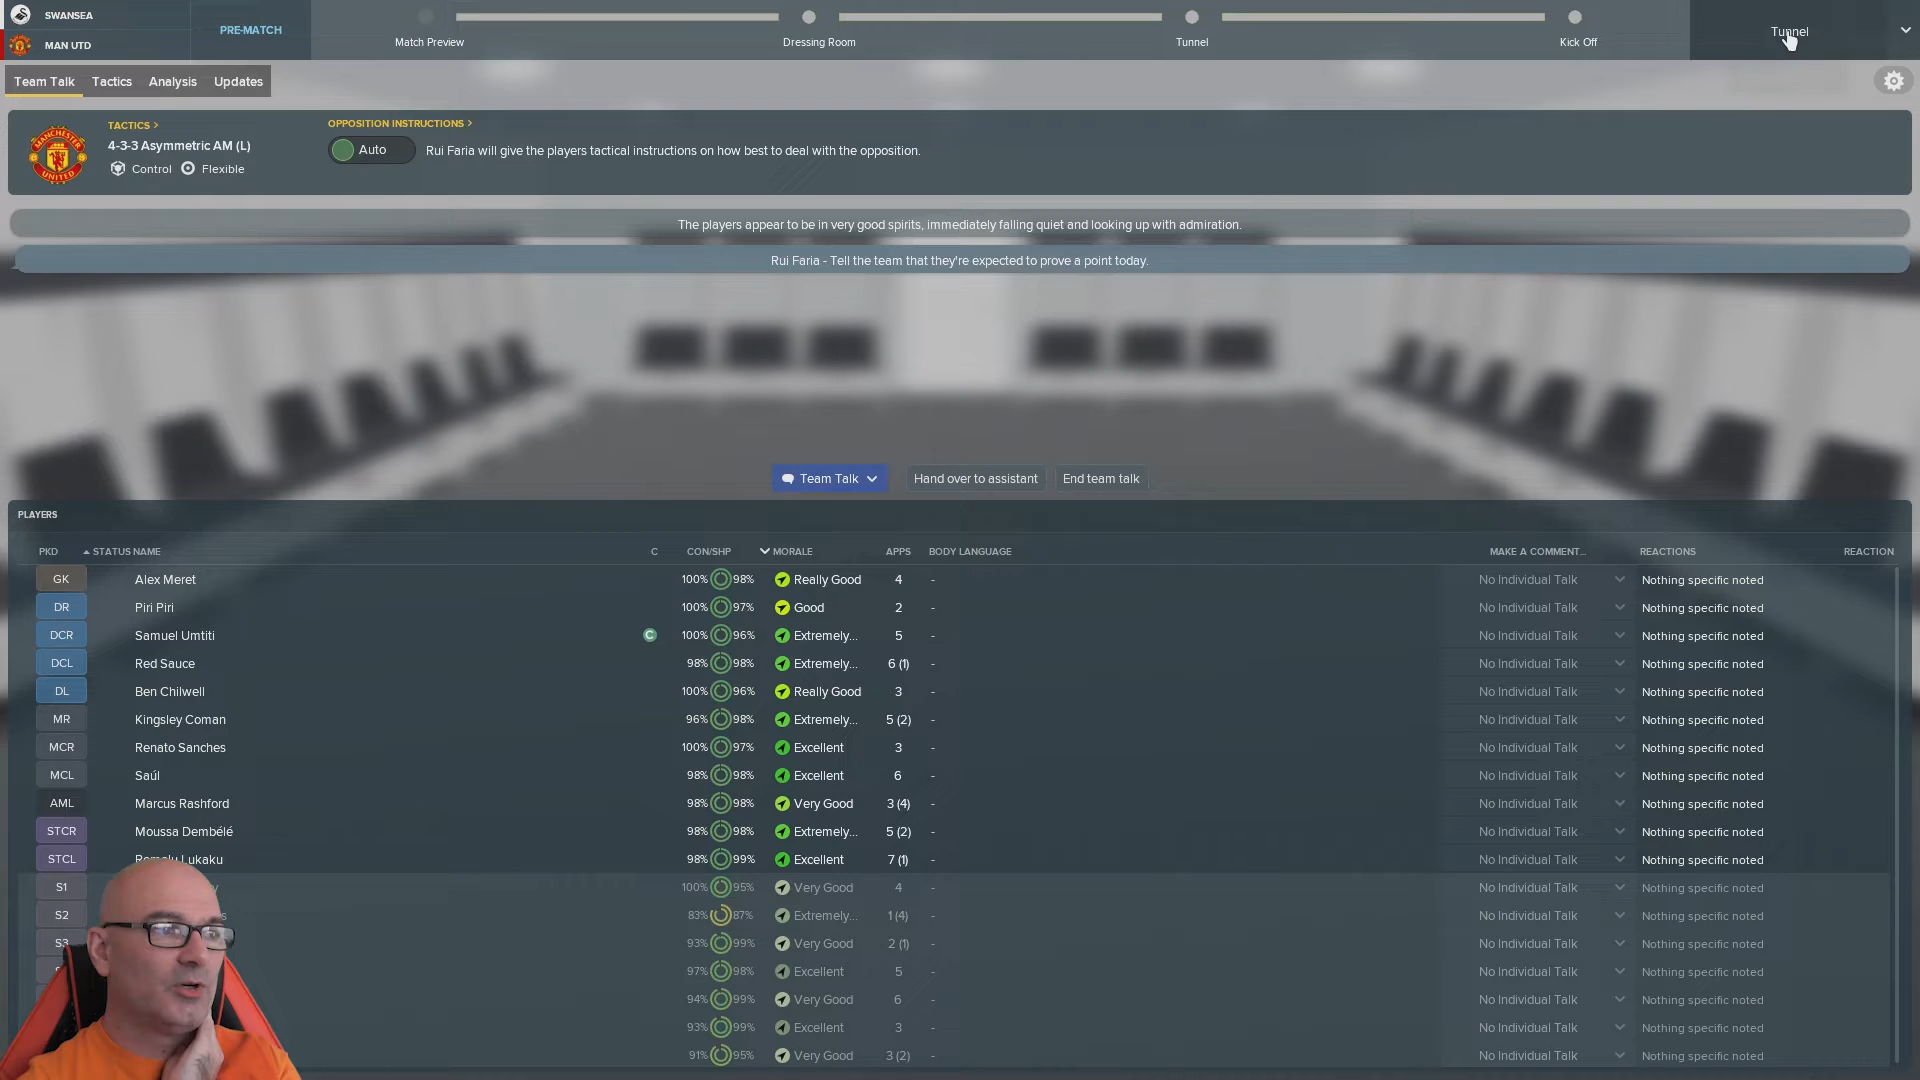 SWANSEA
MAN UTD
PRE-MATCH
Match Preview
Dressing Room
Tunnel
Kick Off
Tunnel
Team Talk
Tactics
Analysis
Updates
MANCHESTER
UNITED
TACTICS >
4-3-3 Asymmetric AM (L)
Control
Flexible
OPPOSITION INSTRUCTIONS >
Auto
Rui Faria will give the players tactical instructions on how best to deal with the opposition.
The players appear to be in very good spirits, immediately falling quiet and looking up with admiration.
Rui Faria - Tell the team that they're expected to prove a point today.
Team Talk
Hand over to assistant
End team talk
PLAYERS
PKD STATUS NAME C CON/SHP MORALE APPS BODY LANGUAGE MAKE A COMMENT... REACTIONS REACTION
GK Alex Meret 100% 98% Really Good 4 - No Individual Talk Nothing specific noted
DR Piri Piri 100% 97% Good 2 - No Individual Talk Nothing specific noted
DCR Samuel Umtiti C 100% 96% Extremely... 5 - No Individual Talk Nothing specific noted
DCL Red Sauce 98% 98% Extremely... 6 (1) - No Individual Talk Nothing specific noted
DL Ben Chilwell 100% 96% Really Good 3 - No Individual Talk Nothing specific noted
MR Kingsley Coman 96% 98% Extremely... 5 (2) - No Individual Talk Nothing specific noted
MCR Renato Sanches 100% 97% Excellent 3 - No Individual Talk Nothing specific noted
MCL Saúl 98% 98% Excellent 6 - No Individual Talk Nothing specific noted
AML Marcus Rashford 98% 98% Very Good 3 (4) - No Individual Talk Nothing specific noted
STCR Moussa Dembélé 98% 98% Extremely... 5 (2) - No Individual Talk Nothing specific noted
STCL Romelu Lukaku 98% 99% Excellent 7 (1) - No Individual Talk Nothing specific noted
S1 100% 95% Very Good 4 - No Individual Talk Nothing specific noted
S2 83% 87% Extremely... 1 (4) - No Individual Talk Nothing specific noted
S3 93% 99% Very Good 2 (1) - No Individual Talk Nothing specific noted
97% 98% Excellent 5 - No Individual Talk Nothing specific noted
94% 99% Very Good 6 - No Individual Talk Nothing specific noted
93% 99% Excellent 3 - No Individual Talk Nothing specific noted
91% 95% Very Good 3 (2) - No Individual Talk Nothing specific noted